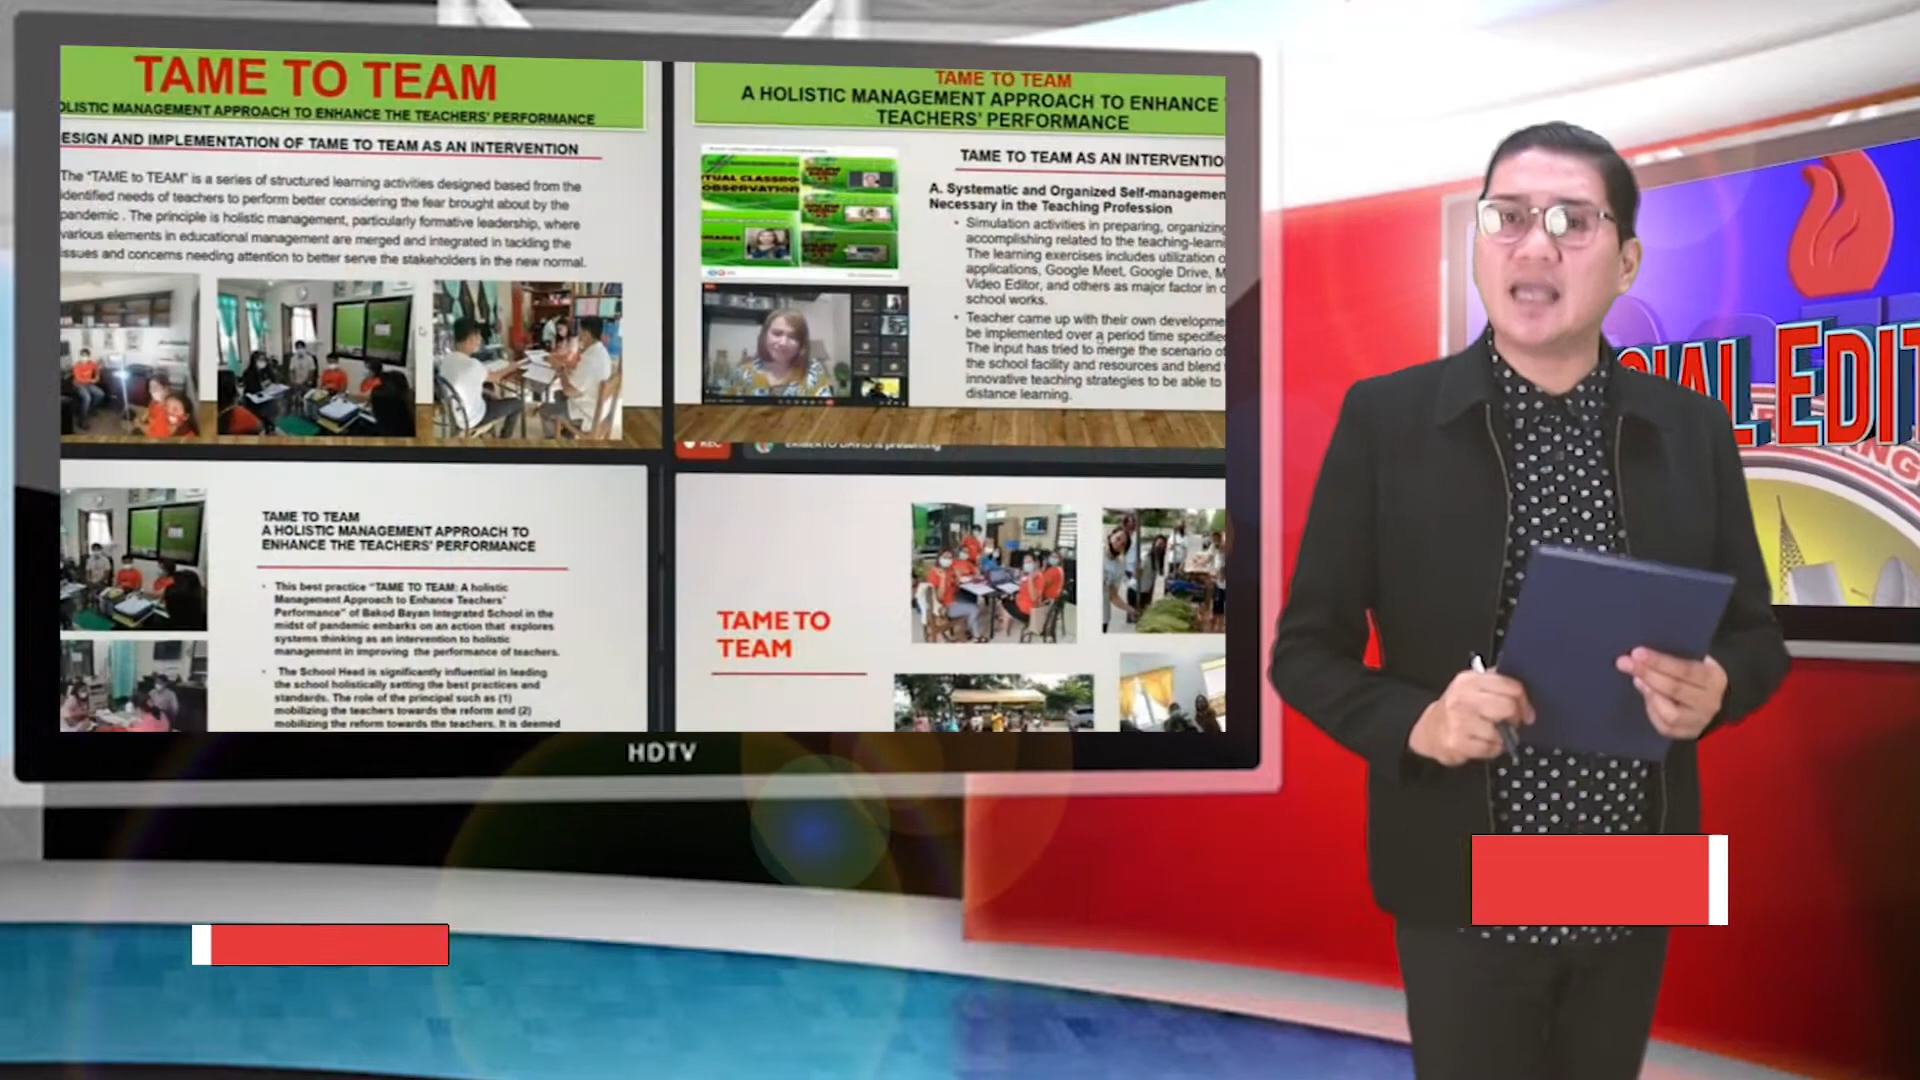 TAME TO TEAM
OLISTIC MANAGEMENT APPROACH TO ENHANCE THE TEACHERS' PERFORMANCE
ESIGN AND IMPLEMENTATION OF TAME TO TEAM AS AN INTERVENTION
The "TAME to TEAM" is a series of structured learning activities designed based from the
identified needs of teachers to perform better considering the fear brought about by the
pandemic . The principle is holistic management, particularly formative leadership, where
various elements in educational management are merged and integrated in tackling the
issues and concerns needing attention to better serve the stakeholders in the new normal.
TAME TO TEAM
A HOLISTIC MANAGEMENT APPROACH TO ENHANCE
TEACHERS' PERFORMANCE
TUAL CLASSRO
OBSERVATION
TAME TO TEAM AS AN INTERVENTIO
A. Systematic and Organized Self-managemen
Necessary in the Teaching Profession
• Simulation activities in preparing, organizing
accomplishing related to the teaching-learni
The learning exercises includes utilization o
applications, Google Meet, Google Drive, M
Video Editor, and others as major factor in c
school works.
• Teacher came up with their own developme
be implemented over a period time specified
The input has tried to merge the scenario of
the school facility and resources and blend
innovative teaching strategies to be able to
distance learning.
REC
ERIBERTO DAVID is presenting
TAME TO TEAM
A HOLISTIC MANAGEMENT APPROACH TO
ENHANCE THE TEACHERS' PERFORMANCE
• This best practice "TAME TO TEAM: A holistic
Management Approach to Enhance Teachers'
Performance" of Bakod Bayan Integrated School in the
midst of pandemic embarks on an action that explores
systems thinking as an intervention to holistic
management in improving the performance of teachers.
• The School Head is significantly influential in leading
the school holistically setting the best practices and
standards. The role of the principal such as (1)
mobilizing the teachers towards the reform and (2)
mobilizing the reform towards the teachers. It is deemed
TAME TO
TEAM
HDTV
CIAL EDIT
ANG